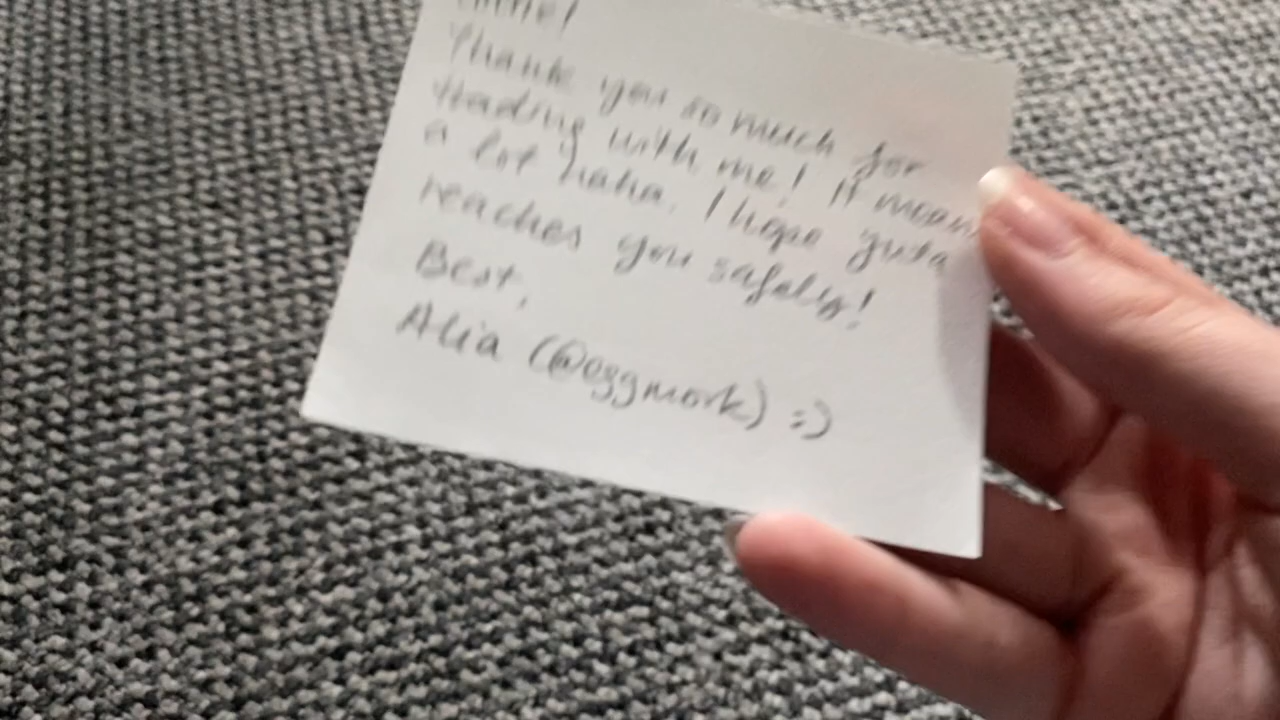 Thank you so much for
trading with me! It means
a lot haha. I hope yuta
reaches you safely!
Best,
Alia (@eggmork) :)